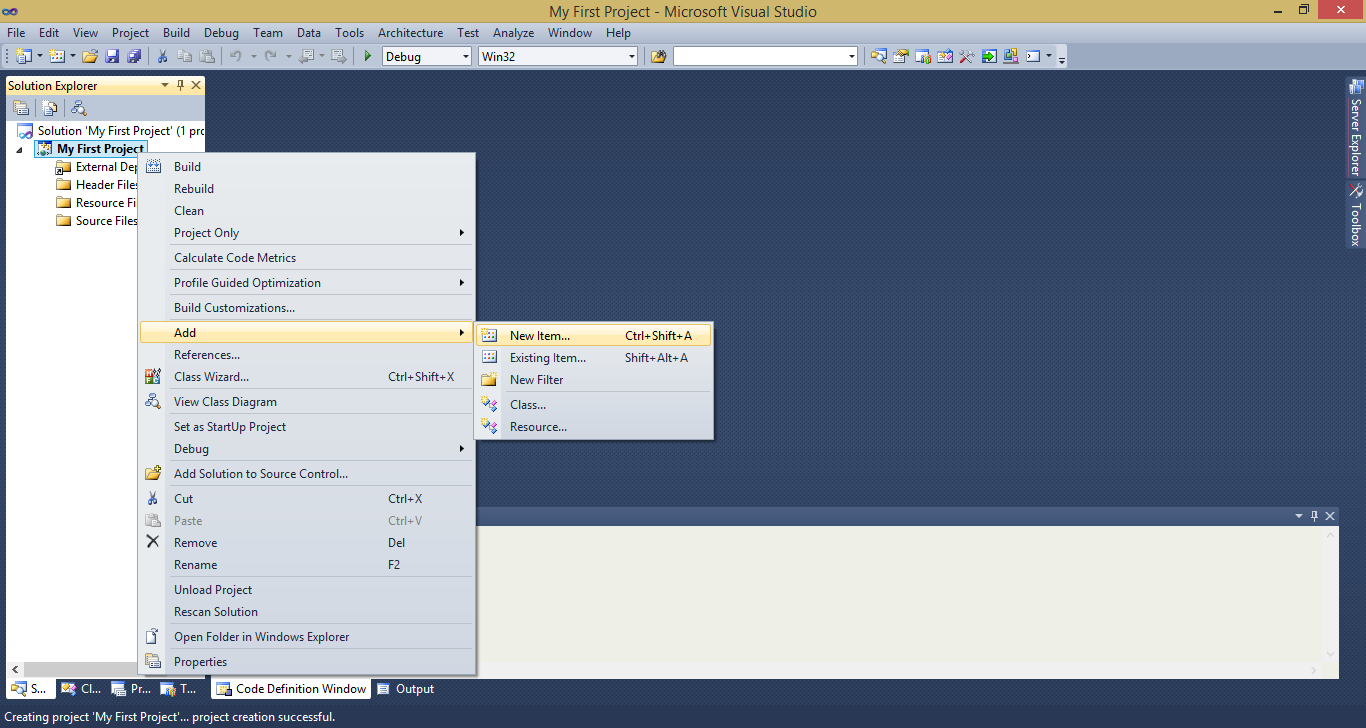 My First Project - Microsoft Visual Studio
File Edit View Project Build Debug Team Data Tools Architecture Test Analyze Window Help
Debug Win32
Solution Explorer
Solution 'My First Project' (1 pro
My First Project
External Dep
Header Files
Resource Fi
Source Files
Build
Rebuild
Clean
Project Only
Calculate Code Metrics
Profile Guided Optimization
Build Customizations...
Add
References...
Class Wizard... Ctrl+Shift+X
View Class Diagram
Set as StartUp Project
Debug
Add Solution to Source Control...
Cut Ctrl+X
Paste Ctrl+V
Remove Del
Rename F2
Unload Project
Rescan Solution
Open Folder in Windows Explorer
Properties
New Item... Ctrl+Shift+A
Existing Item... Shift+Alt+A
New Filter
Class...
Resource...
Server Explorer
Toolbox
S... Cl... Pr... T... Code Definition Window Output
Creating project 'My First Project'... project creation successful.